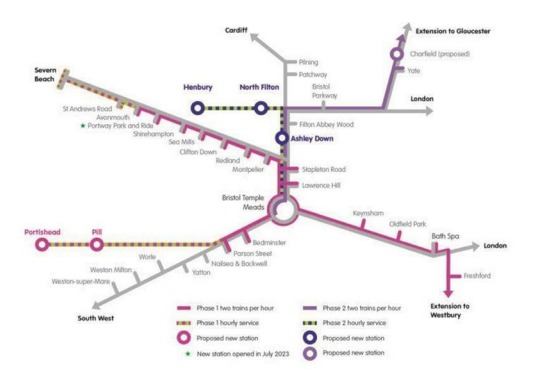 Cardiff
Extension to Gloucester
Pilning
Charfield (proposed)
Severn
Beach
Patchway
Yate
Henbury
North Filton
Bristol
Parkway
London
St Andrews Road
Avonmouth
★ Portway Park and Ride
Shirehampton
Sea Mills
Clifton Down
Redland
Montpelier
Filton Abbey Wood
Ashley Down
Stapleton Road
Lawrence Hill
Bristol Temple
Meads
Keynsham
Oldfield Park
Bath Spa
London
Freshford
Extension to
Westbury
Portishead
Pill
Bedminster
Parson Street
Nailsea & Backwell
Yatton
Worle
Weston Milton
Weston-super-Mare
South West
Phase 1 two trains per hour
Phase 1 hourly service
Proposed new station
★ New station opened in July 2023
Phase 2 two trains per hour
Phase 2 hourly service
Proposed new station
Proposed new station